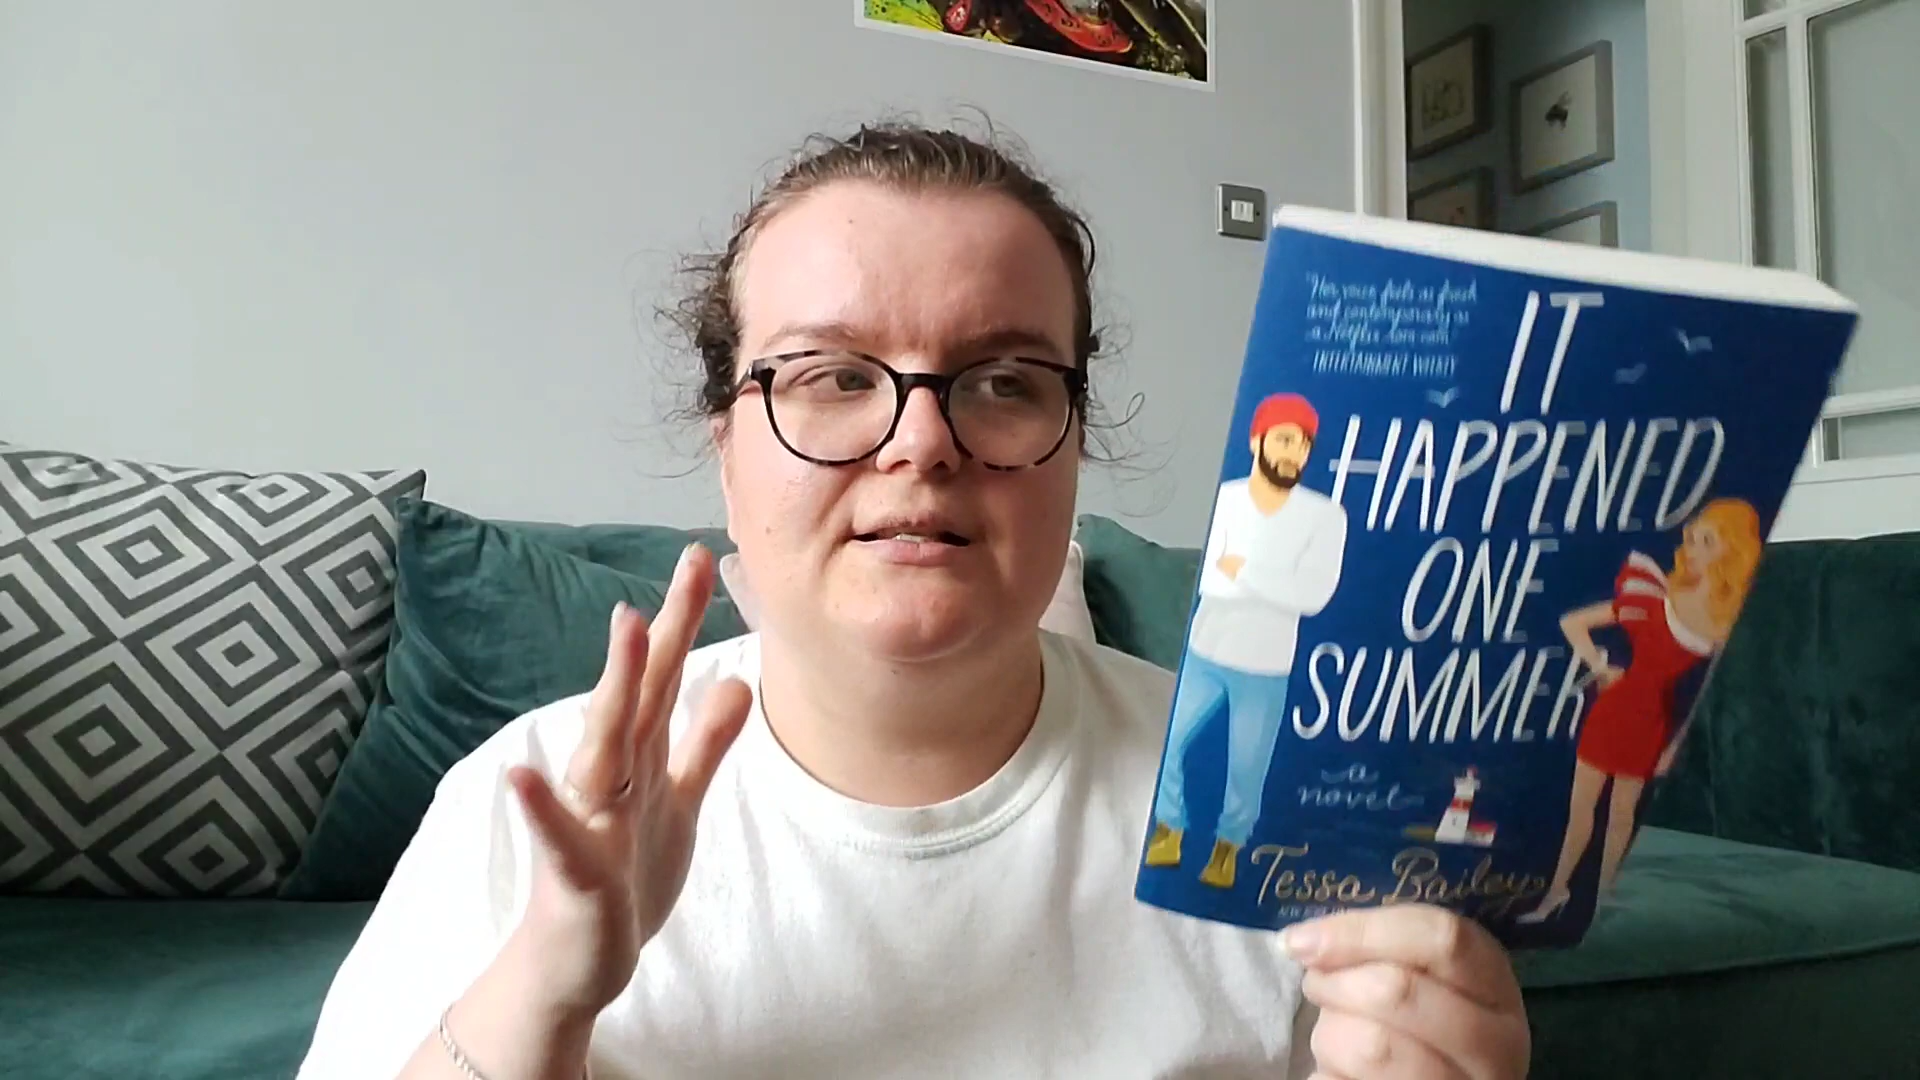 "Her voice feels as fresh
and contemporary as
a Netflix rom-com."
ENTERTAINMENT WEEKLY
IT
HAPPENED
ONE
SUMMER
a
novel
Tessa Bailey